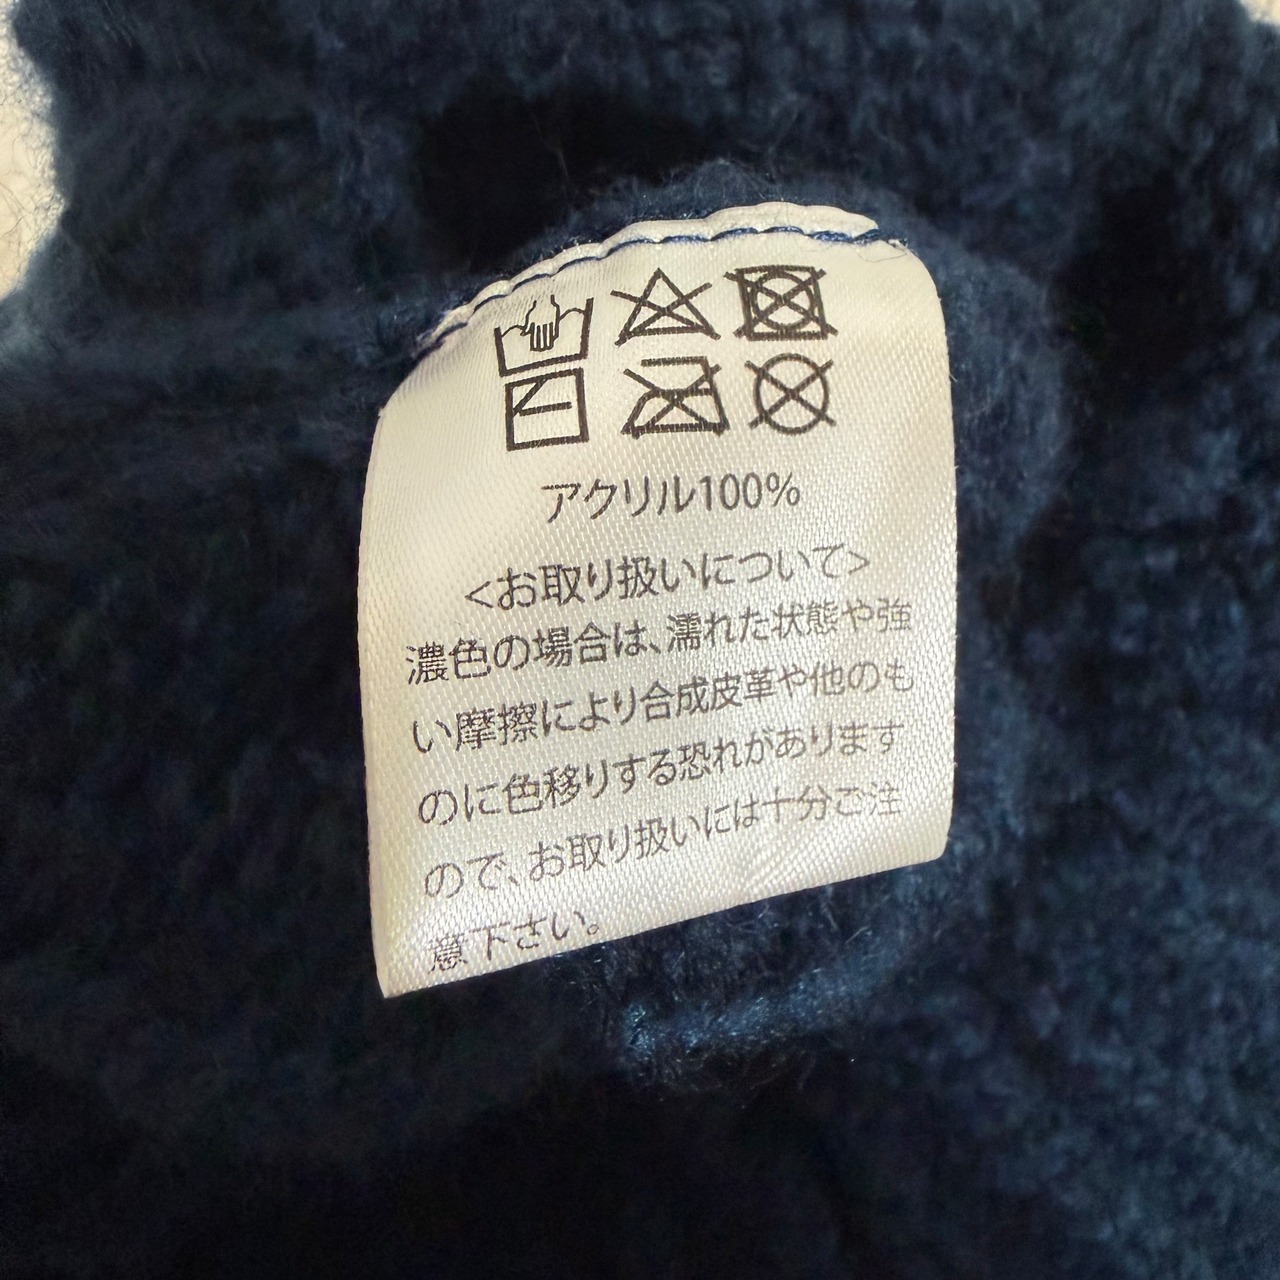 アクリル100%
<お取り扱いについて>
濃色の場合は、濡れた状態や強
い摩擦により合成皮革や他のも
のに色移りする恐れがあります
ので、お取り扱いには十分ご注
意下さい。